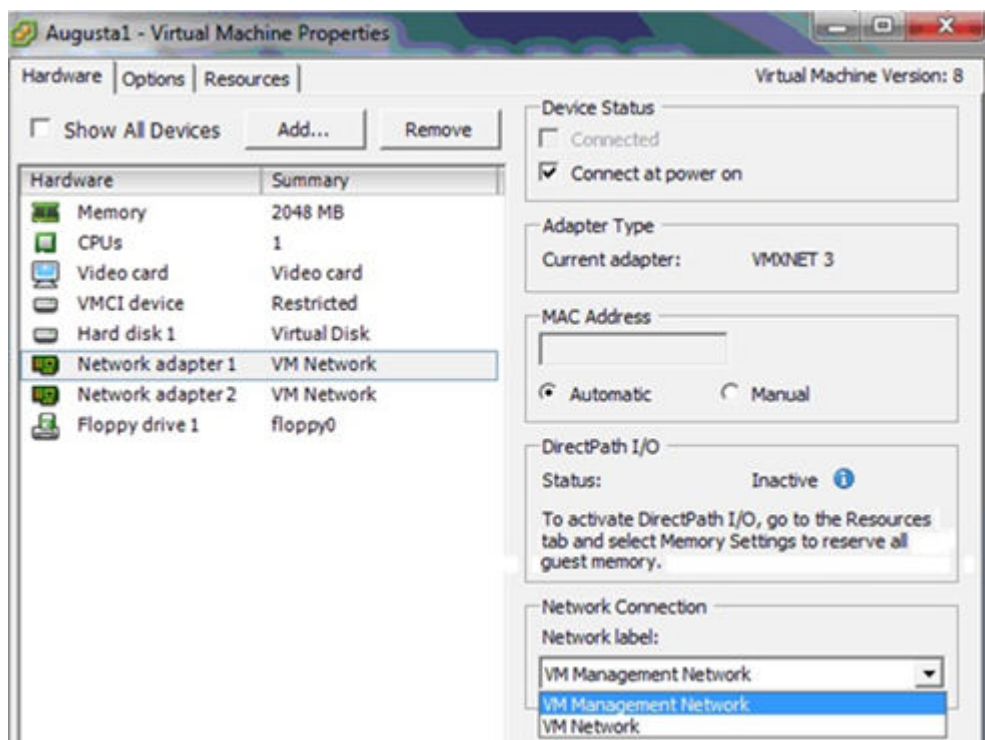 Augusta1 - Virtual Machine Properties
Hardware Options Resources
Virtual Machine Version: 8
Show All Devices
Add...
Remove
Hardware Summary
Memory 2048 MB
CPUs 1
Video card Video card
VMCI device Restricted
Hard disk 1 Virtual Disk
Network adapter 1 VM Network
Network adapter 2 VM Network
Floppy drive 1 floppy0
Device Status
Connected
Connect at power on
Adapter Type
Current adapter: VMXNET 3
MAC Address
Automatic Manual
DirectPath I/O
Status: Inactive
To activate DirectPath I/O, go to the Resources
tab and select Memory Settings to reserve all
guest memory.
Network Connection
Network label:
VM Management Network
VM Management Network
VM Network